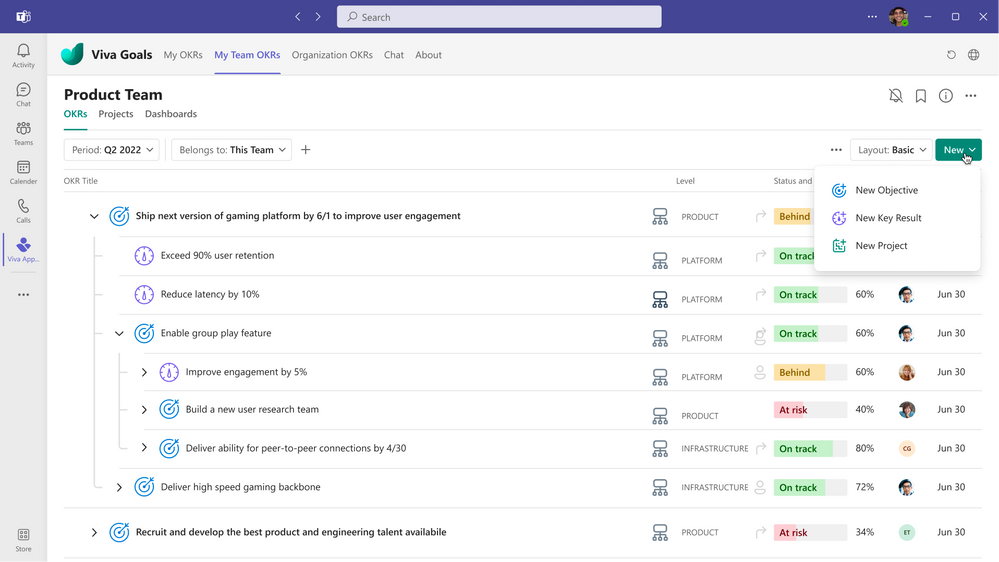 Search
Activity
Chat
Teams
Calender
Calls
Viva App...
Store
Viva Goals
My OKRs
My Team OKRs
Organization OKRs
Chat
About
Product Team
OKRs
Projects
Dashboards
Period: Q2 2022
Belongs to: This Team
Layout: Basic
New
New Objective
New Key Result
New Project
OKR Title
Level
Status and
Ship next version of gaming platform by 6/1 to improve user engagement
PRODUCT
Behind
Exceed 90% user retention
PLATFORM
On track
Reduce latency by 10%
PLATFORM
On track
60%
Jun 30
Enable group play feature
PLATFORM
On track
60%
Jun 30
Improve engagement by 5%
PLATFORM
Behind
60%
Jun 30
Build a new user research team
PRODUCT
At risk
40%
Jun 30
Deliver ability for peer-to-peer connections by 4/30
INFRASTRUCTURE
On track
80%
CG
Jun 30
Deliver high speed gaming backbone
INFRASTRUCTURE
On track
72%
Jun 30
Recruit and develop the best product and engineering talent availabile
PRODUCT
At risk
34%
ET
Jun 30